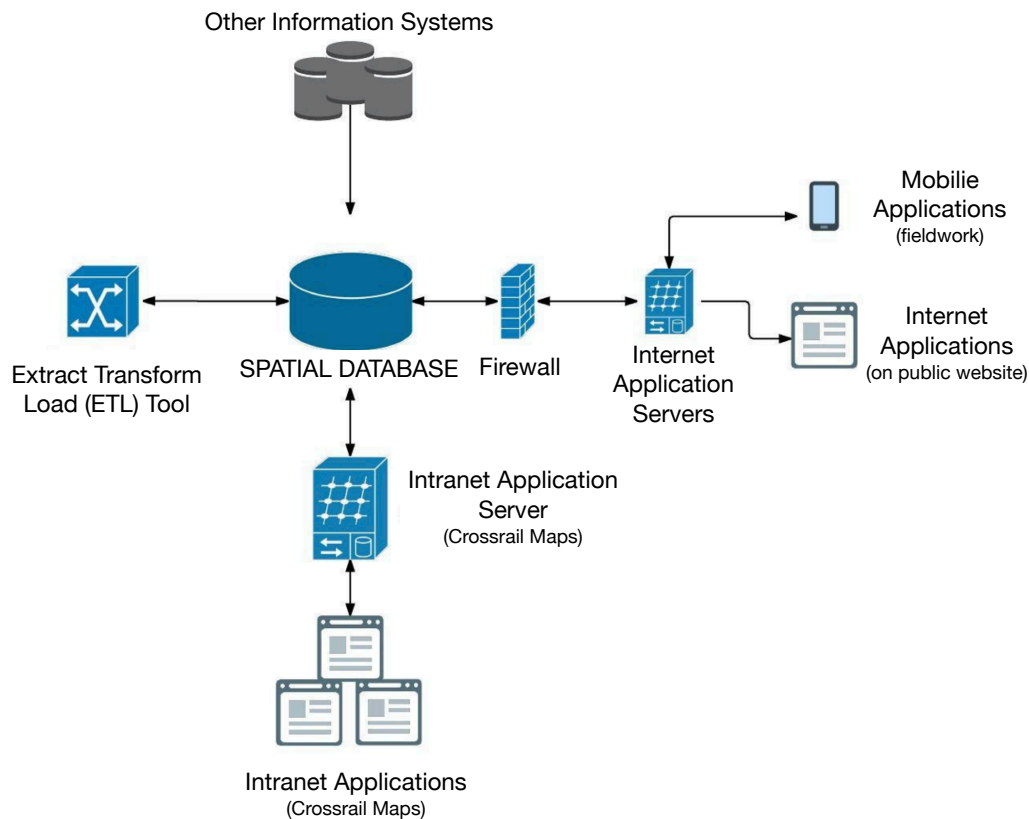 Other Information Systems
Mobilie
Applications
(fieldwork)
Internet
Applications
(on public website)
Extract Transform
Load (ETL) Tool
SPATIAL DATABASE
Firewall
Internet
Application
Servers
Intranet Application
Server
(Crossrail Maps)
Intranet Applications
(Crossrail Maps)